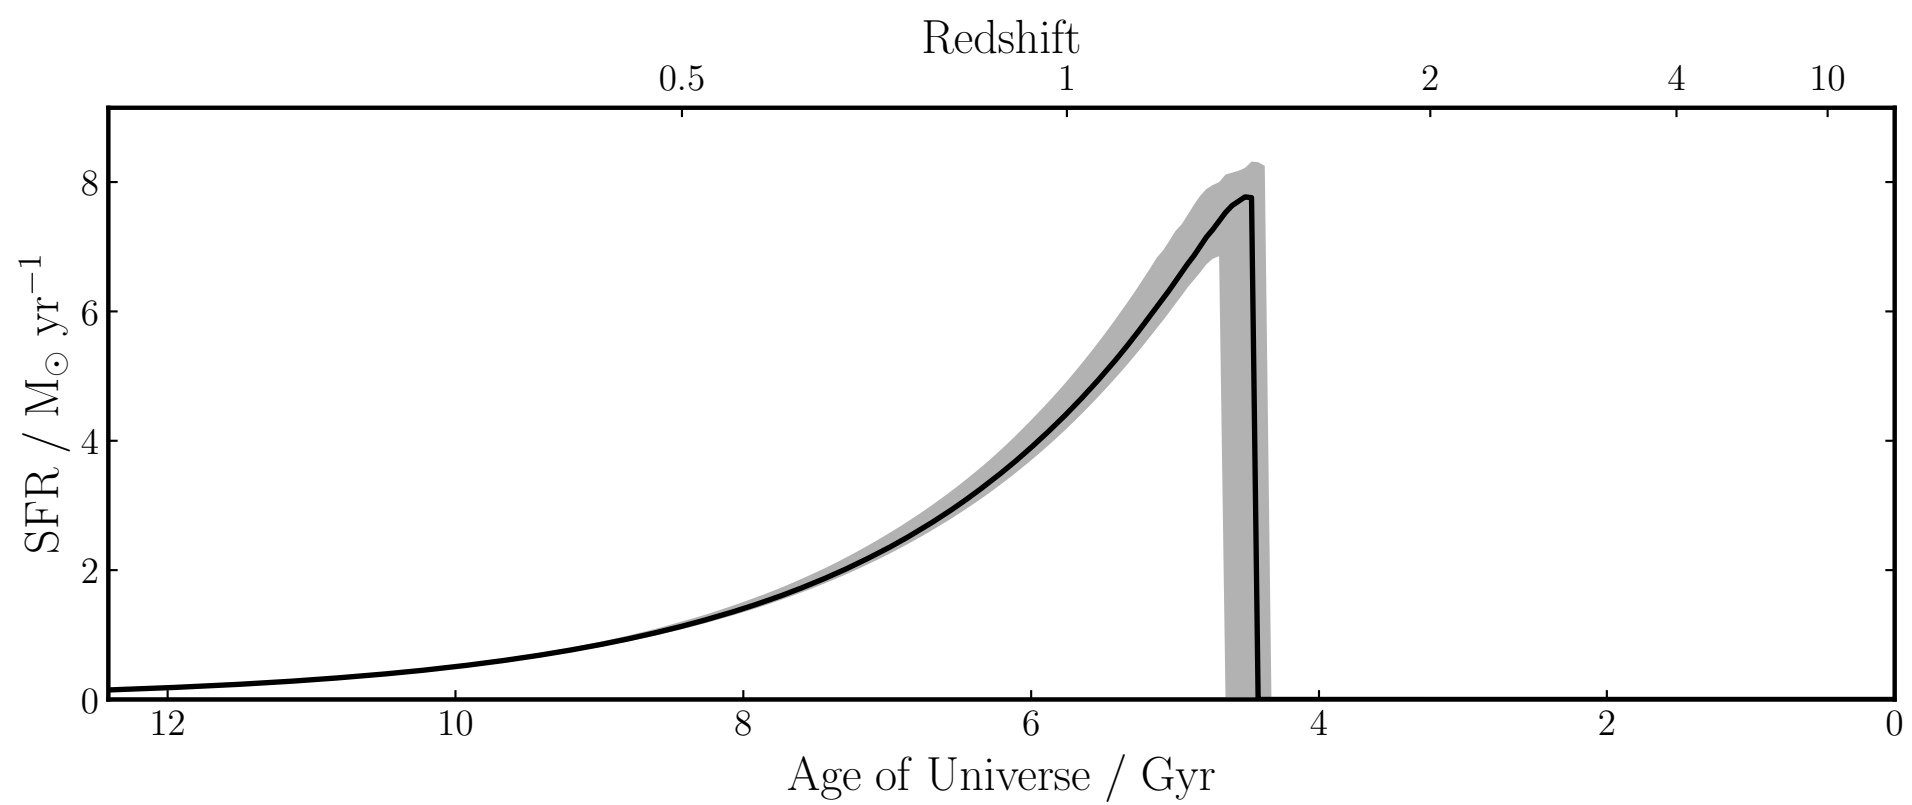 Redshift
0.5 1 2 4 10
SFR / M⊙ yr⁻¹
8
6
4
2
0
12 10 8 6 4 2 0
Age of Universe / Gyr